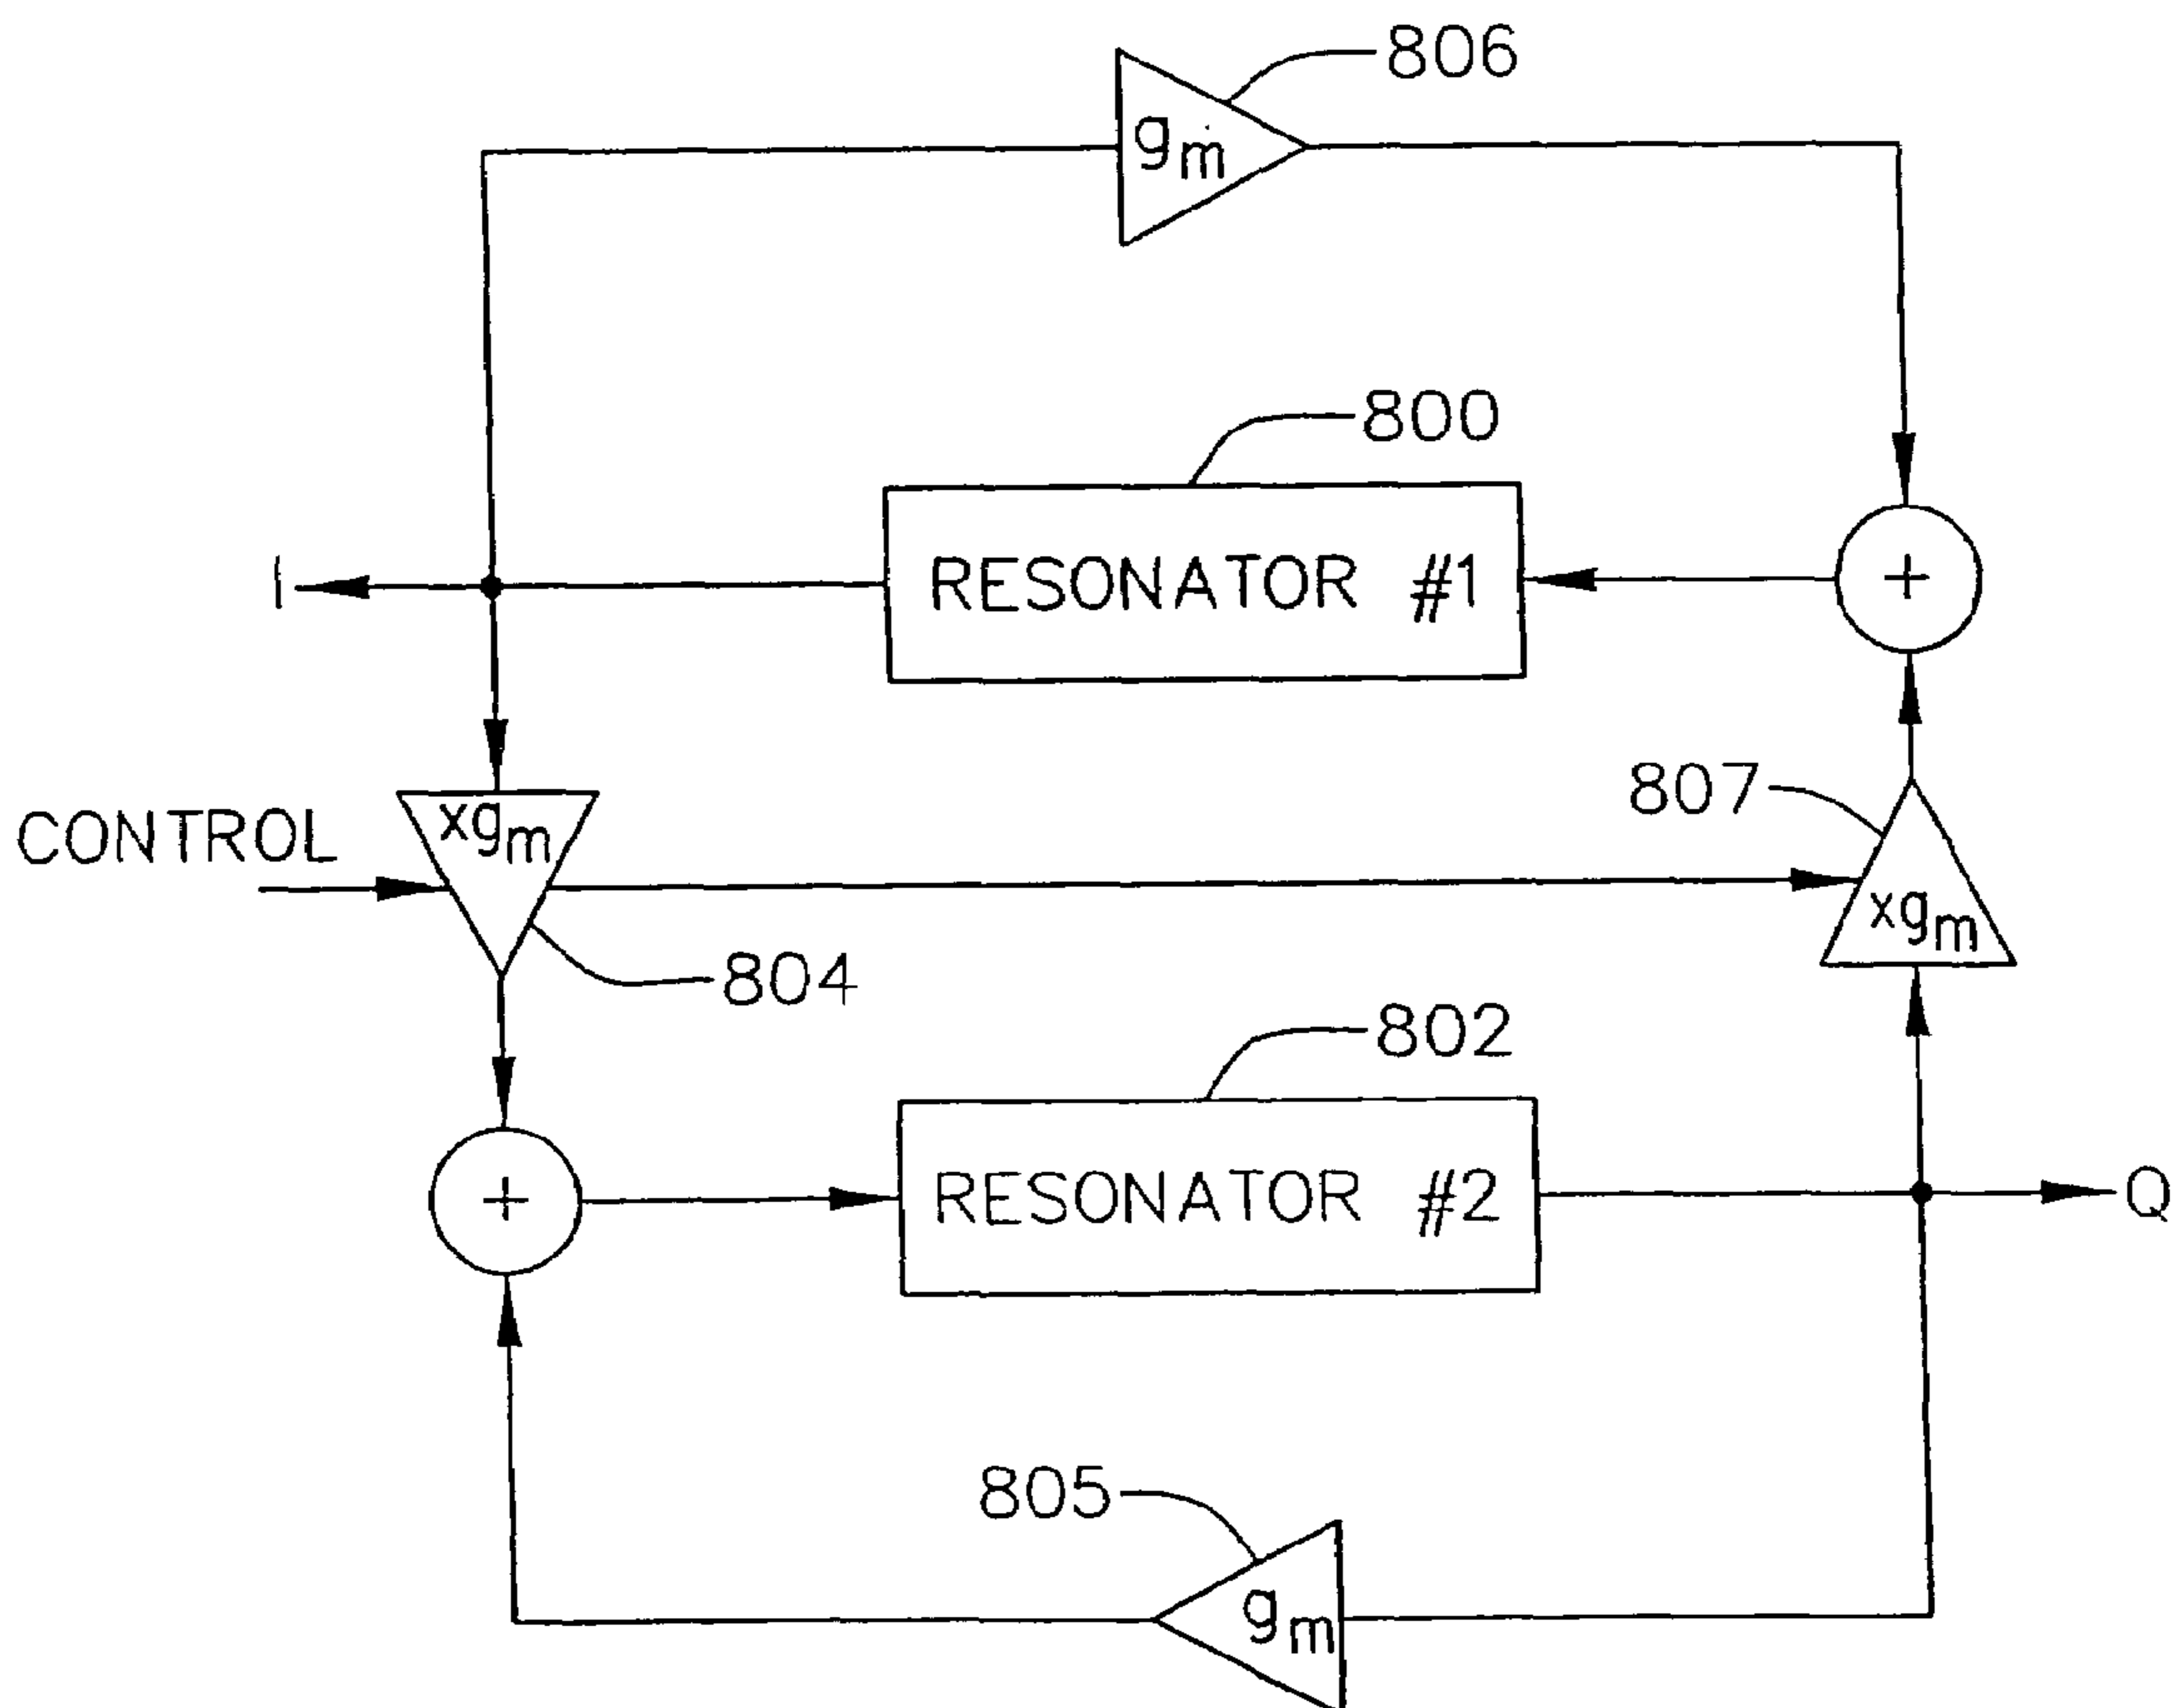 806
gm
800
RESONATOR #1
I
+
807
CONTROL
xgm
xgm
804
802
RESONATOR #2
+
Q
805
gm